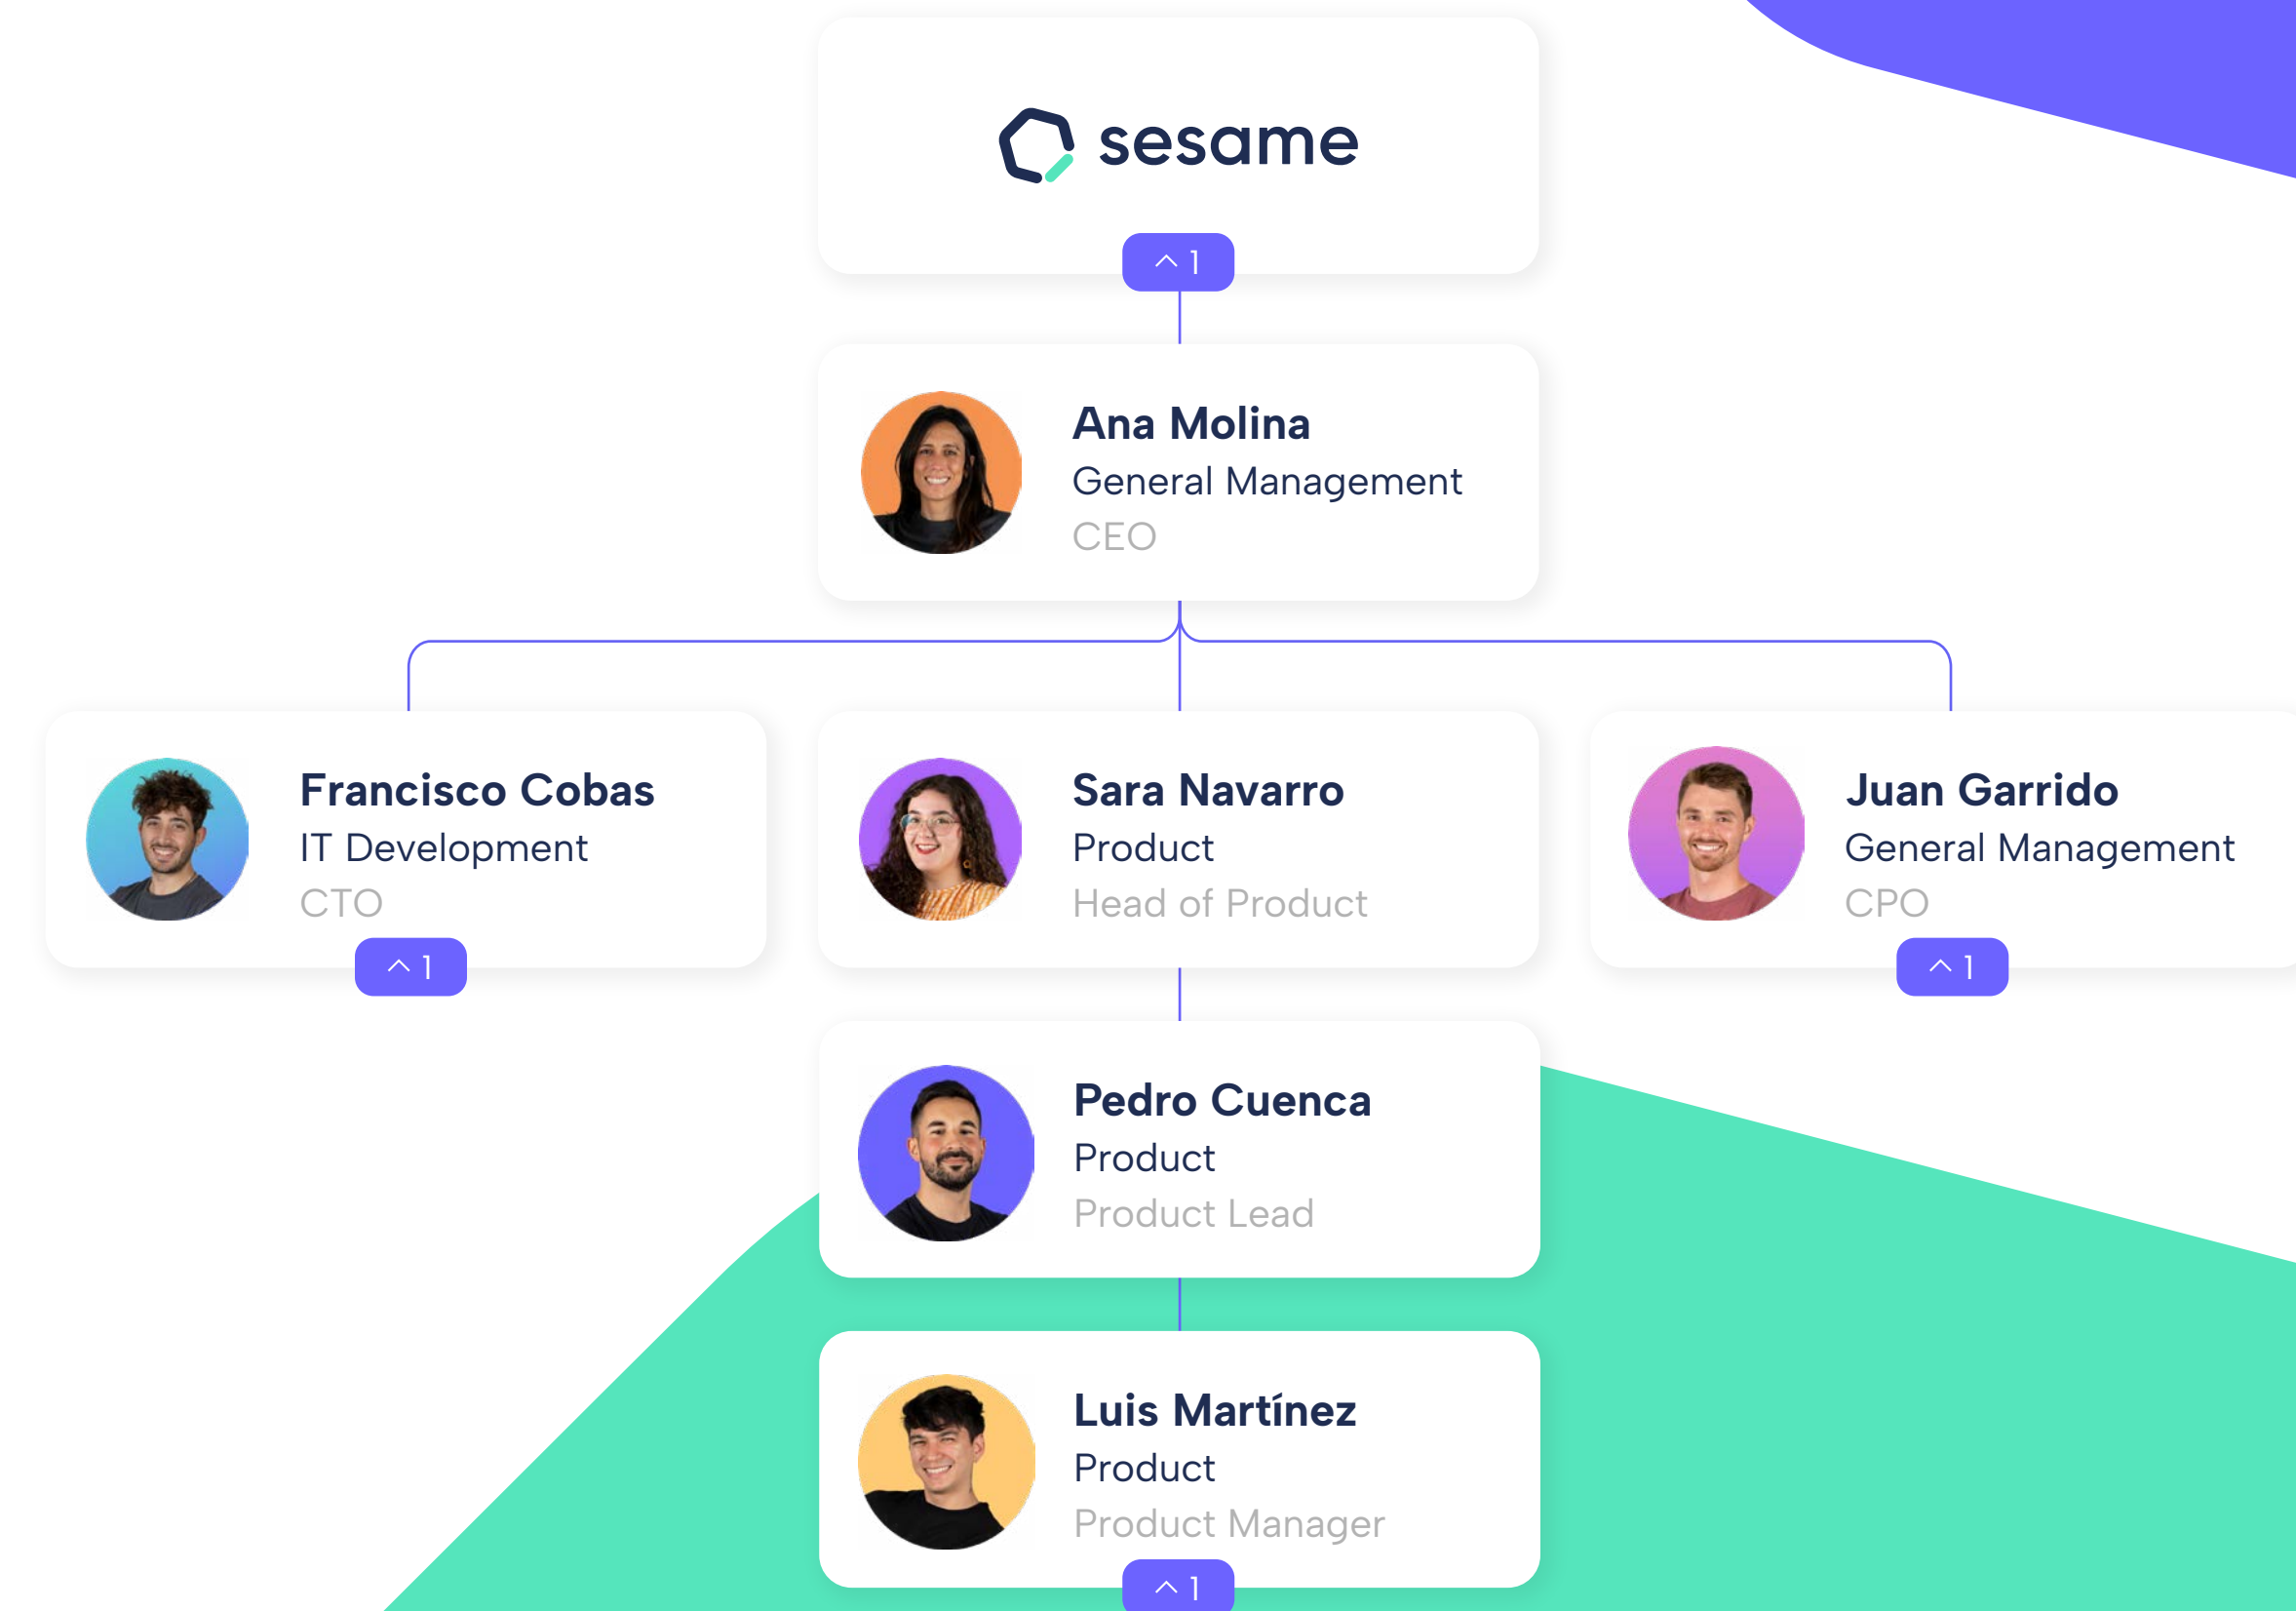 sesame
1
Ana Molina
General Management
CEO
Francisco Cobas
IT Development
CTO
1
Sara Navarro
Product
Head of Product
Juan Garrido
General Management
CPO
1
Pedro Cuenca
Product
Product Lead
Luis Martínez
Product
Product Manager
1